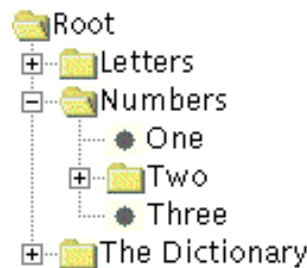 Root
Letters
Numbers
One
Two
Three
The Dictionary